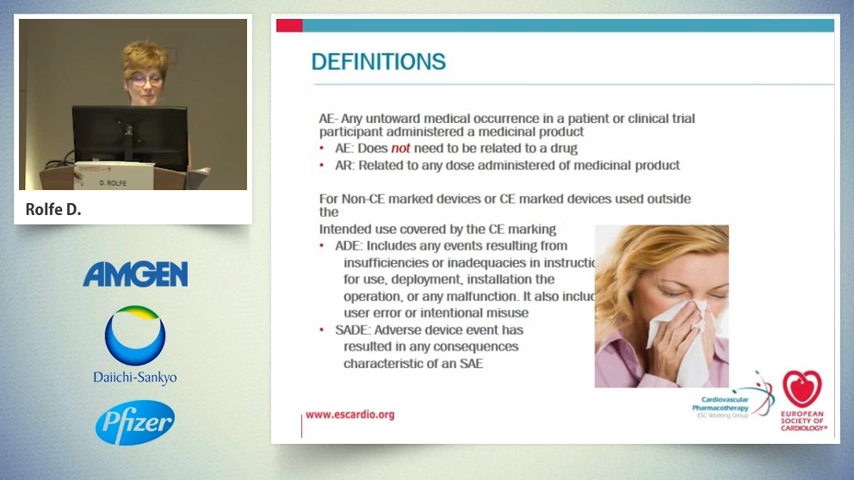 D. ROLFE
Rolfe D.
AMGEN
Daiichi-Sankyo
Pfizer
DEFINITIONS
AE- Any untoward medical occurrence in a patient or clinical trial
participant administered a medicinal product
• AE: Does not need to be related to a drug
• AR: Related to any dose administered of medicinal product
For Non-CE marked devices or CE marked devices used outside
the
Intended use covered by the CE marking
• ADE: Includes any events resulting from
insufficiencies or inadequacies in instructio
for use, deployment, installation the
operation, or any malfunction. It also includ
user error or intentional misuse
• SADE: Adverse device event has
resulted in any consequences
characteristic of an SAE
www.escardio.org
Cardiovascular
Pharmacotherapy
ESC Working Group
EUROPEAN
SOCIETY OF
CARDIOLOGY®